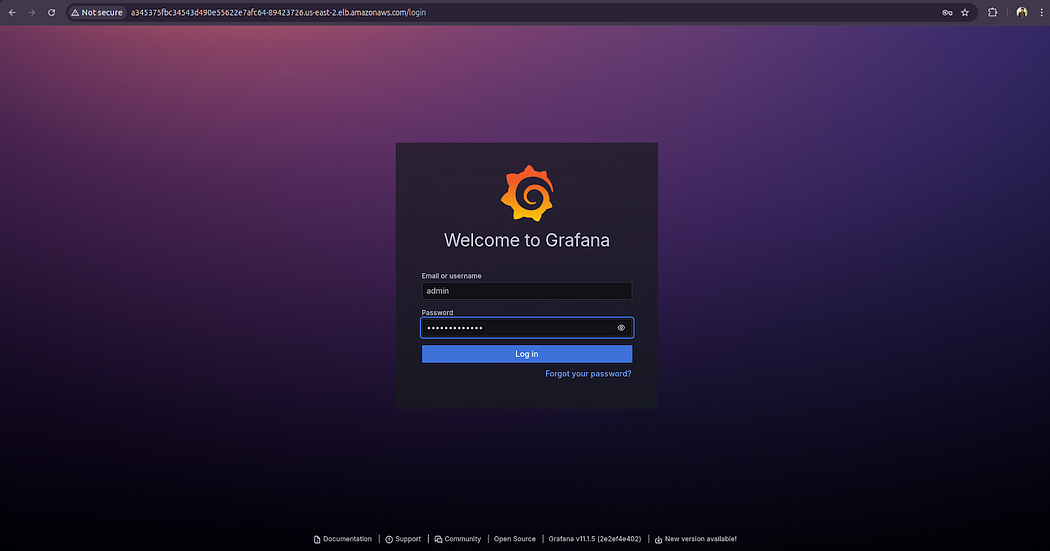 Not secure a345375fbc34543d490e55622e7afc64-89423726.us-east-2.elb.amazonaws.com/login
Welcome to Grafana
Email or username
admin
Password
•••••••••••••
Log in
Forgot your password?
Documentation | Support | Community | Open Source | Grafana v11.1.5 (2e2ef4e402) | New version available!